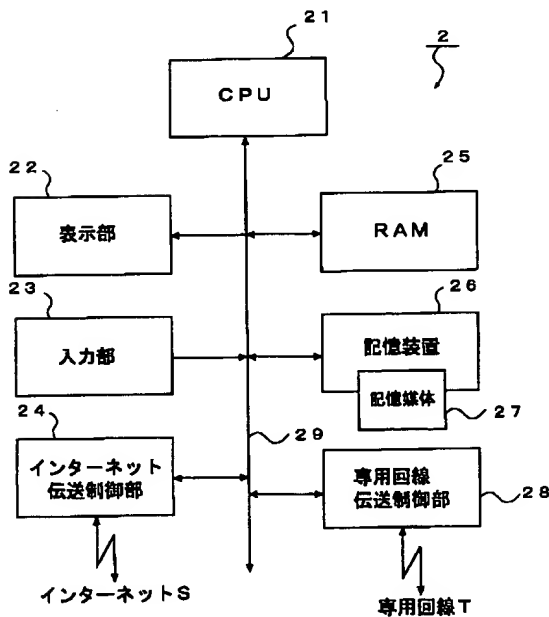 21
2
CPU
22
25
表示部
RAM
23
26
入力部
記憶装置
記憶媒体
27
24
29
インターネット
伝送制御部
専用回線
伝送制御部
28
インターネットS
専用回線T